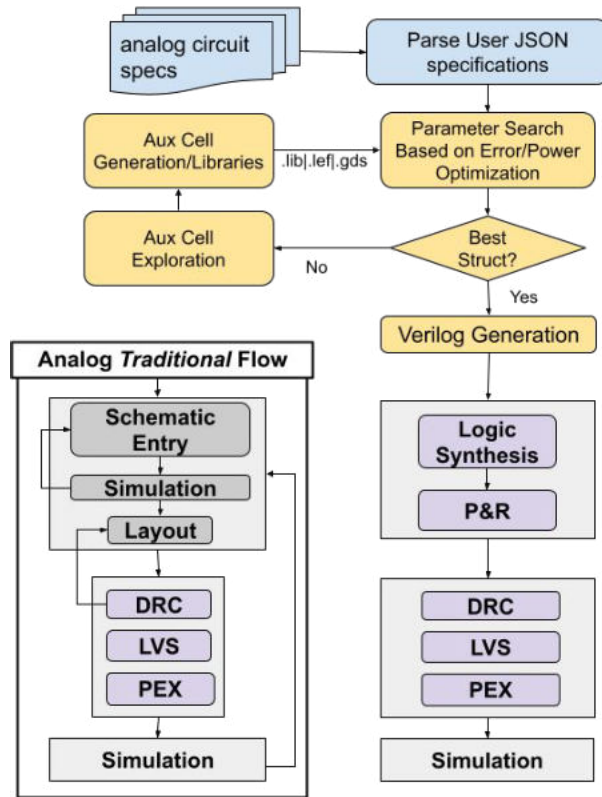 analog circuit
specs
Parse User JSON
specifications
Aux Cell
Generation/Libraries
.lib|.lef|.gds
Parameter Search
Based on Error/Power
Optimization
Aux Cell
Exploration
No
Best
Struct?
Yes
Verilog Generation
Analog Traditional Flow
Schematic
Entry
Simulation
Layout
DRC
LVS
PEX
Simulation
Logic
Synthesis
P&R
DRC
LVS
PEX
Simulation